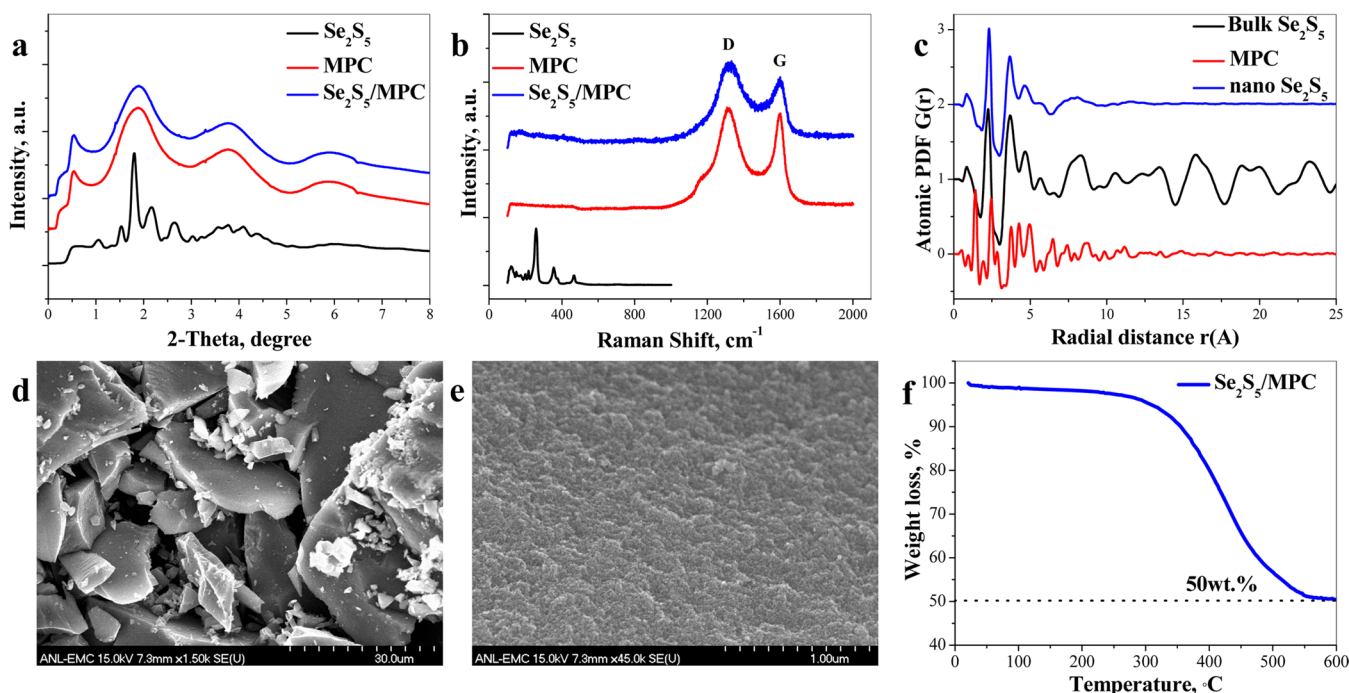 a
Se₂S₅
MPC
Se₂S₅/MPC
Intensity, a.u.
0 1 2 3 4 5 6 7 8
2-Theta, degree
b
Se₂S₅
MPC
Se₂S₅/MPC
D
G
Intensity, a.u.
0 400 800 1200 1600 2000
Raman Shift, cm⁻¹
c
Bulk Se₂S₅
MPC
nano Se₂S₅
Atomic PDF G(r)
3
2
1
0
0 5 10 15 20 25
Radial distance r(A)
d
ANL-EMC 15.0kV 7.3mm x1.50k SE(U)
30.0um
e
ANL-EMC 15.0kV 7.3mm x45.0k SE(U)
1.00um
f
Se₂S₅/MPC
Weight loss, %
100
90
80
70
60
50
40
50wt.%
0 100 200 300 400 500 600
Temperature, ◦C